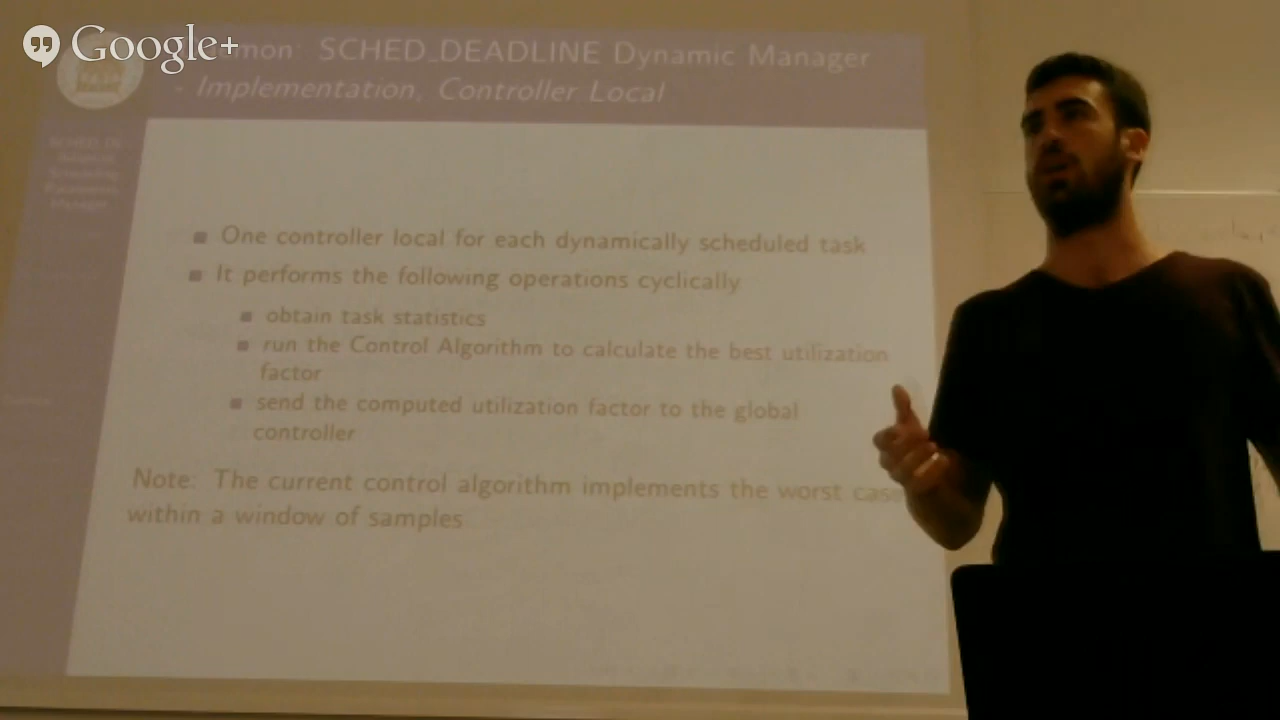 Google+
SCHED_DEADLINE Dynamic Manager
- Implementation, Controller Local
One controller local for each dynamically scheduled task
It performs the following operations cyclically
obtain task statistics
run the Control Algorithm to calculate the best utilization
factor
send the computed utilization factor to the global
controller
Note: The current control algorithm implements the worst case
within a window of samples